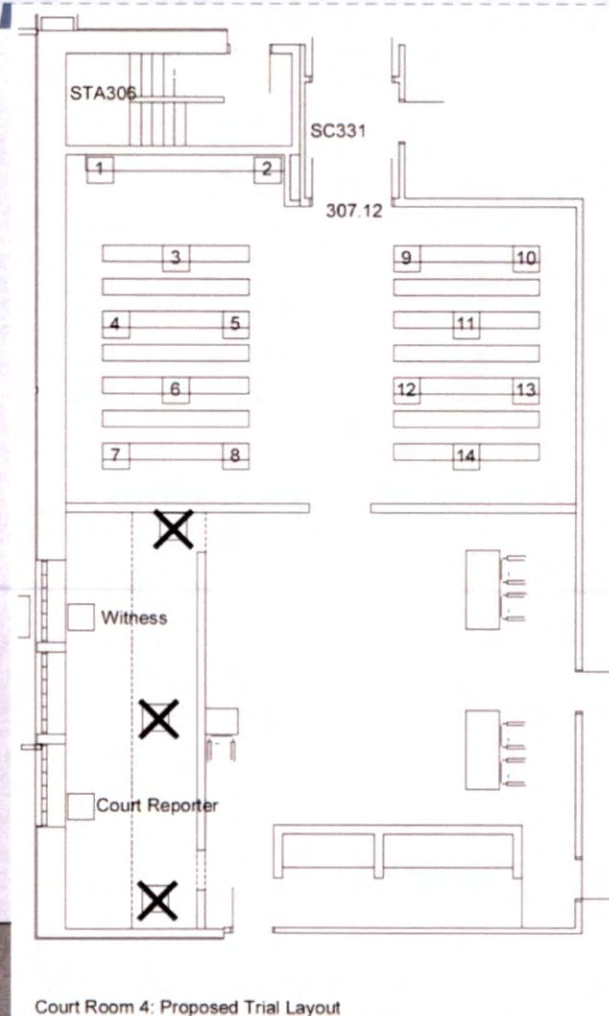 STA306
SC331
1 2
307.12
3 9 10
4 5 11
6 12 13
7 8 14
Witness
Court Reporter
Court Room 4: Proposed Trial Layout